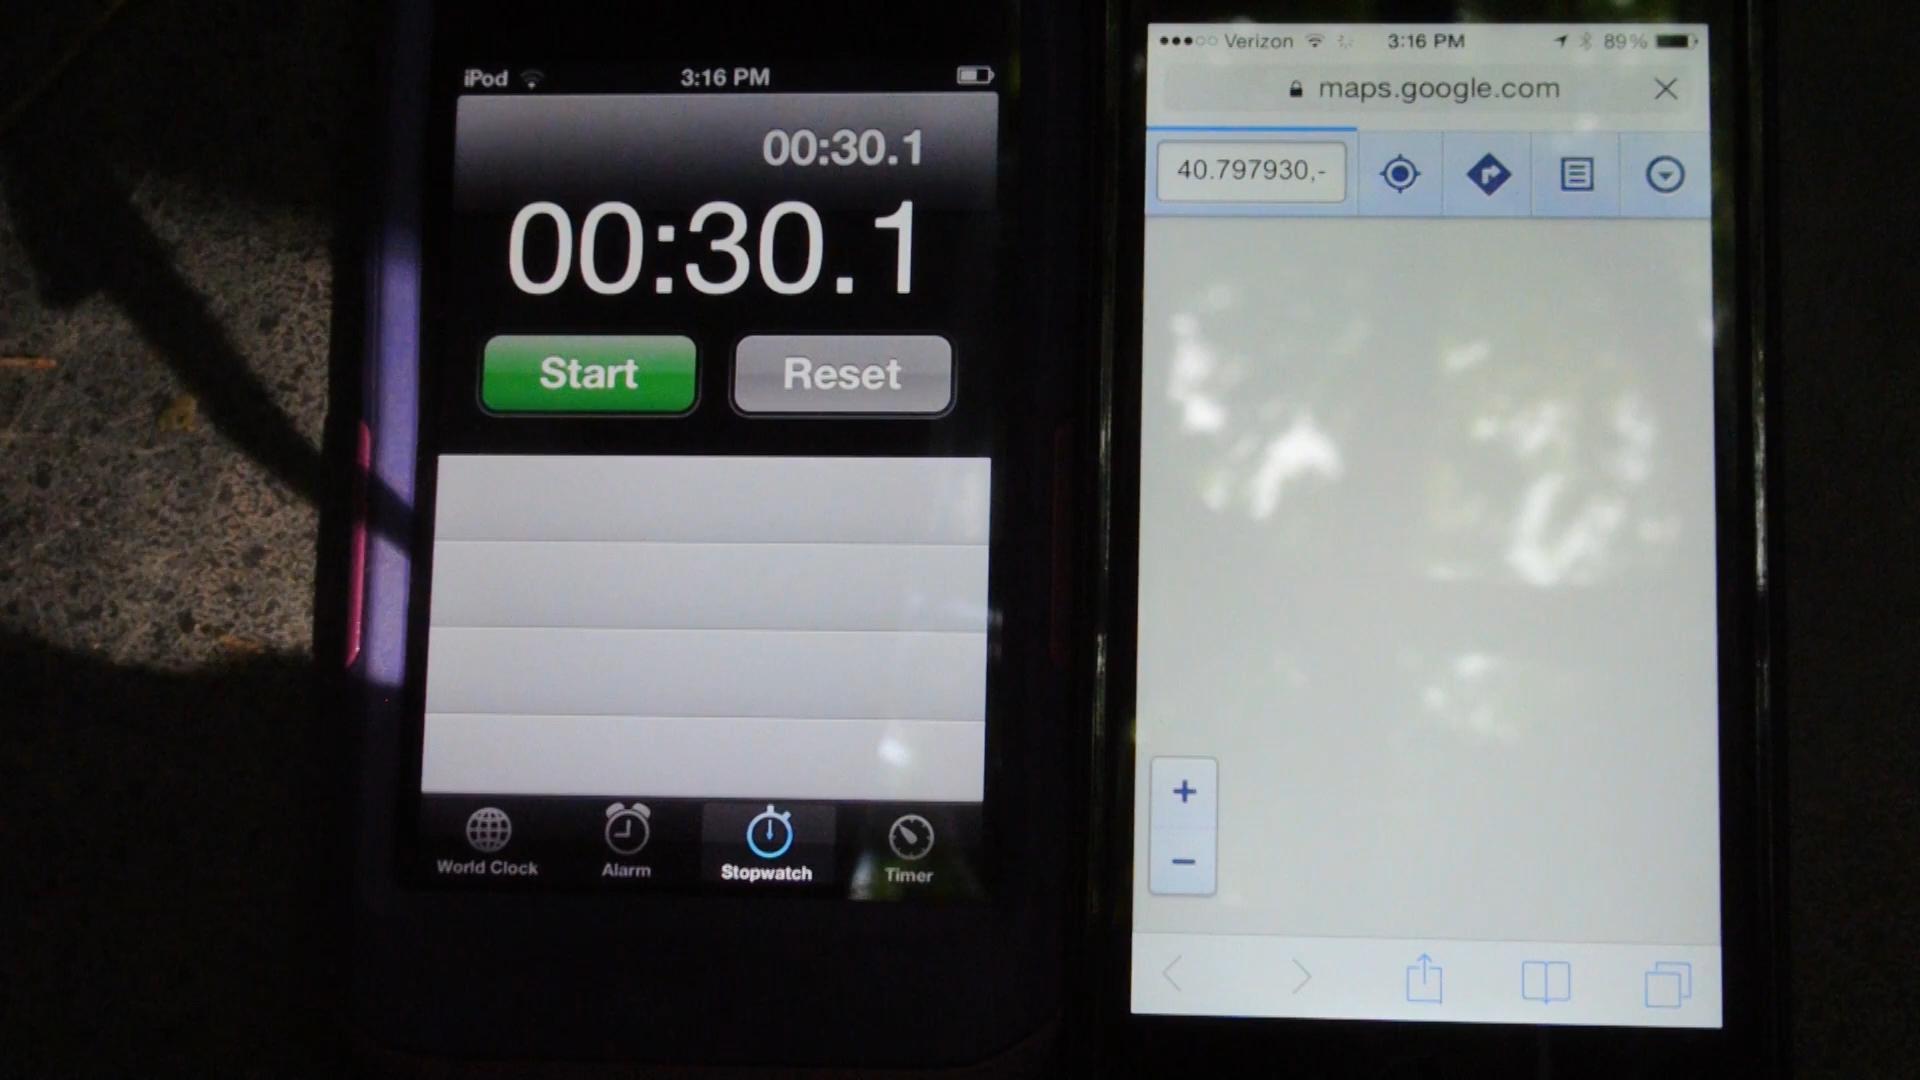 iPod 3:16 PM
00:30.1
00:30.1
Start Reset
World Clock Alarm Stopwatch Timer
Verizon 3:16 PM 89%
maps.google.com
40.797930,-
+
−